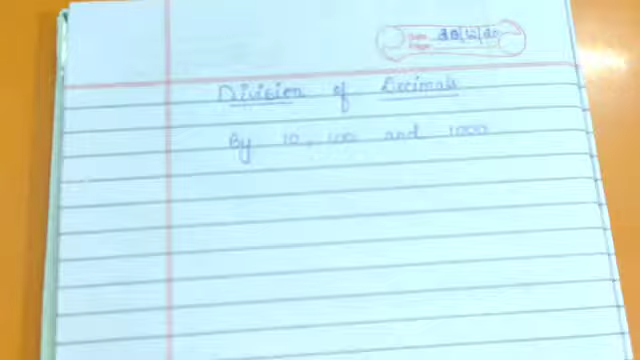 Division of Decimals
By 10, 100 and 1000